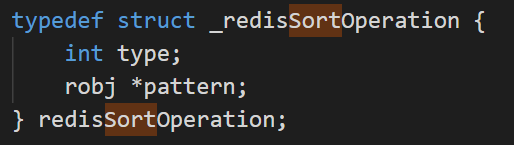 typedef struct _redisSortOperation {
    int type;
    robj *pattern;
} redisSortOperation;